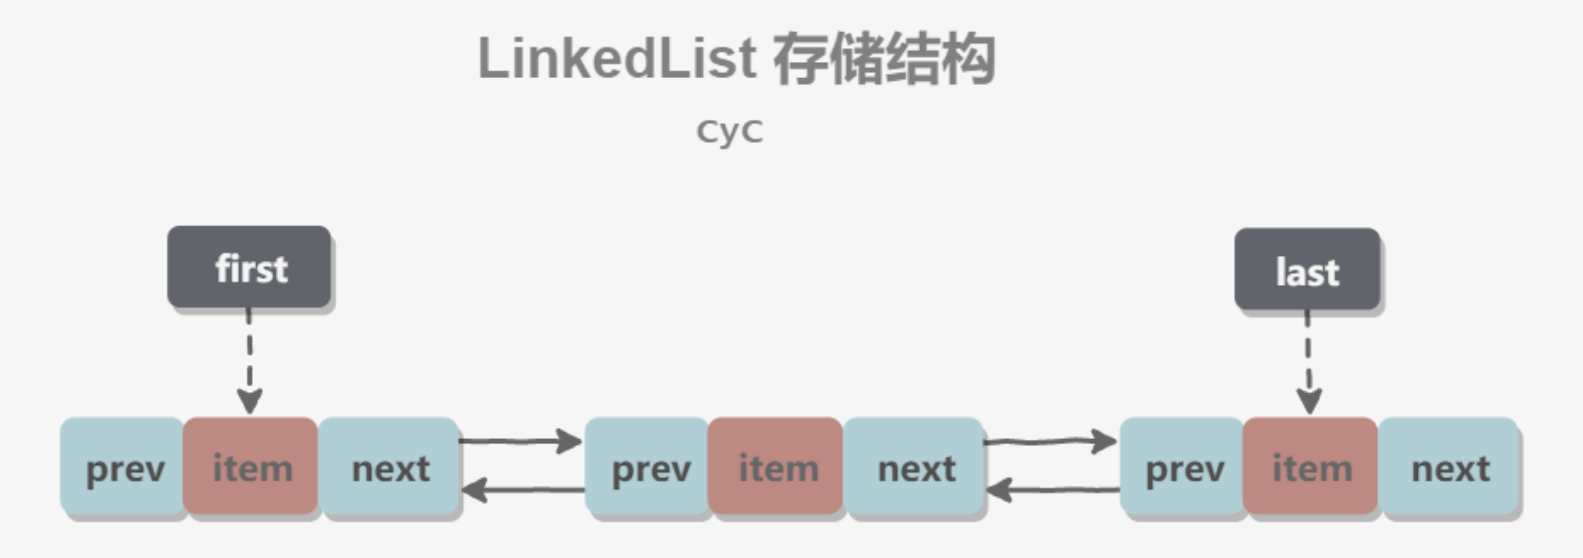 LinkedList 存储结构
CyC
first last
prev item next prev item next prev item next